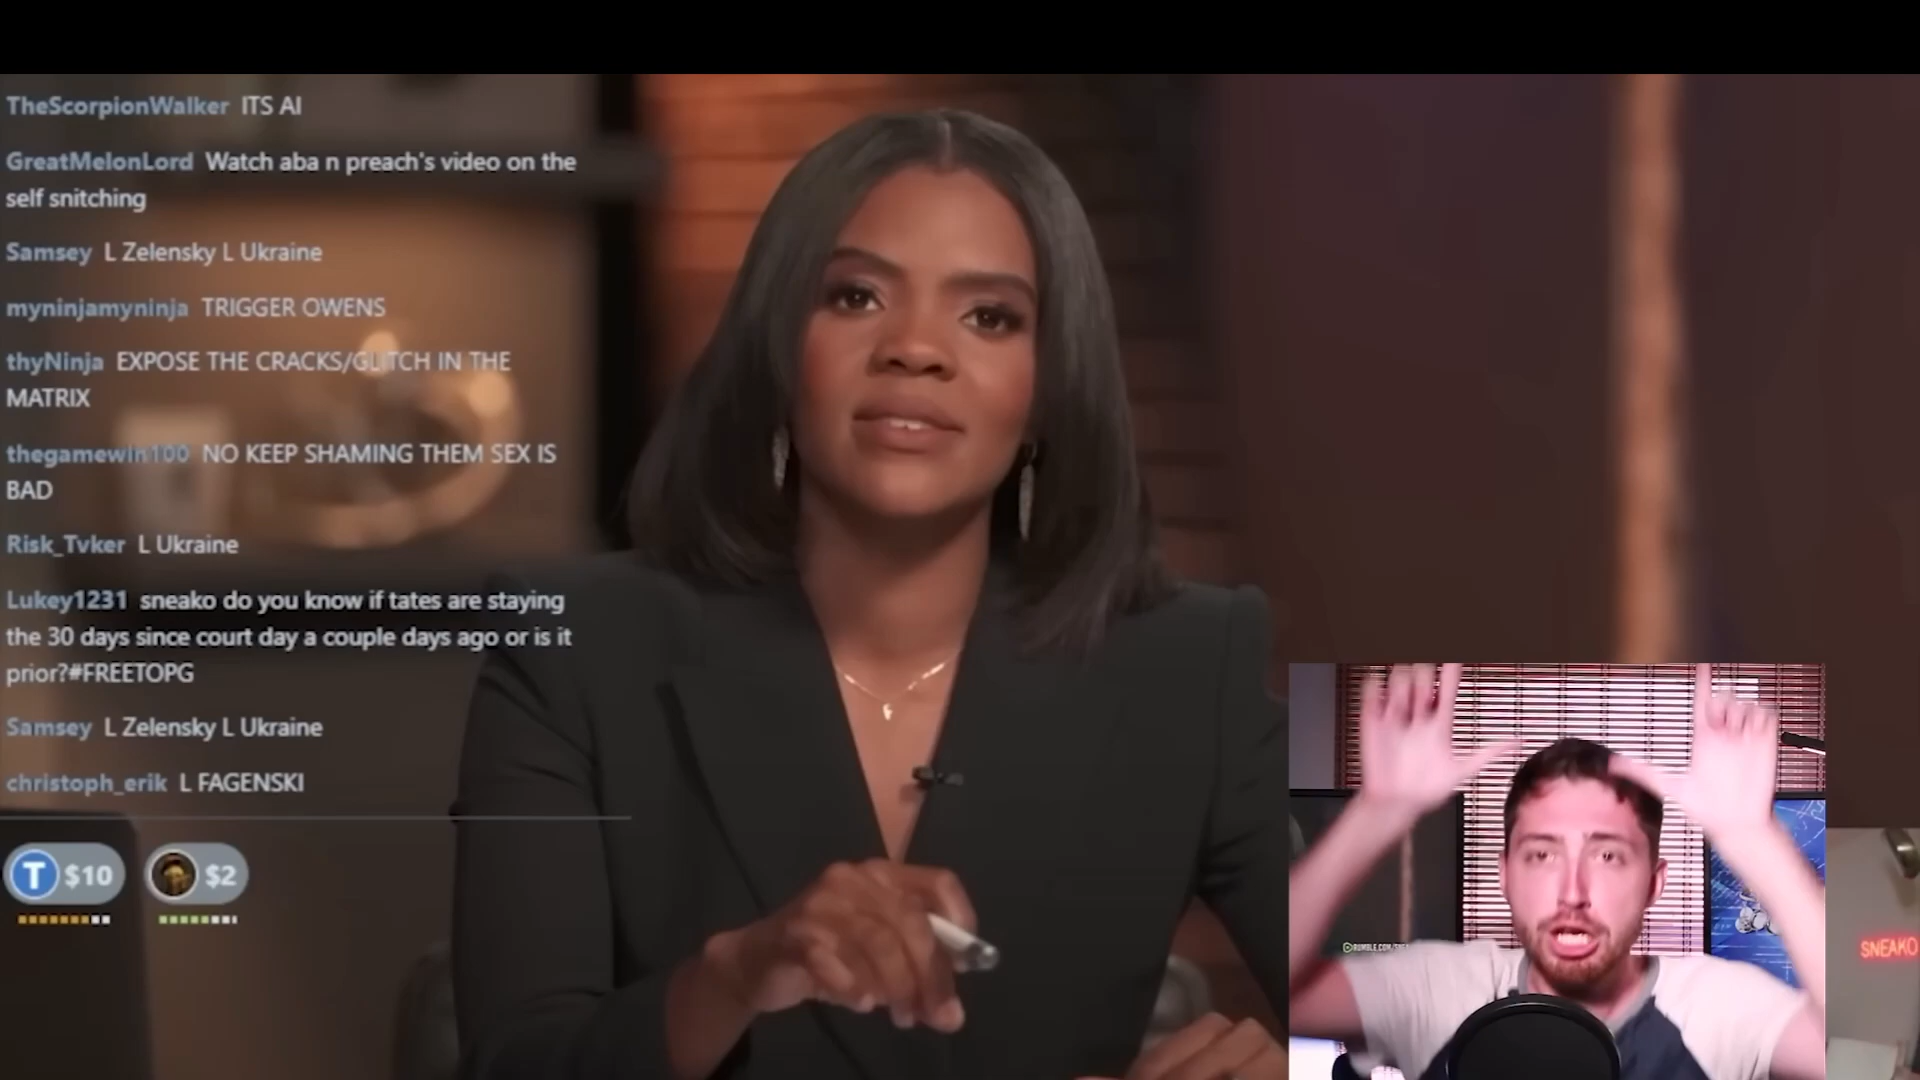 TheScorpionWalker ITS AI
GreatMelonLord Watch aba n preach's video on the
self snitching
Samsey L Zelensky L Ukraine
myninjamyninja TRIGGER OWENS
thyNinja EXPOSE THE CRACKS/GLITCH IN THE
MATRIX
thegamewin100 NO KEEP SHAMING THEM SEX IS
BAD
Risk_Tvker L Ukraine
Lukey1231 sneako do you know if tates are staying
the 30 days since court day a couple days ago or is it
prior?#FREETOPG
Samsey L Zelensky L Ukraine
christoph_erik L FAGENSKI
T $10 $2
RUMBLE.COM/
SNEAKO